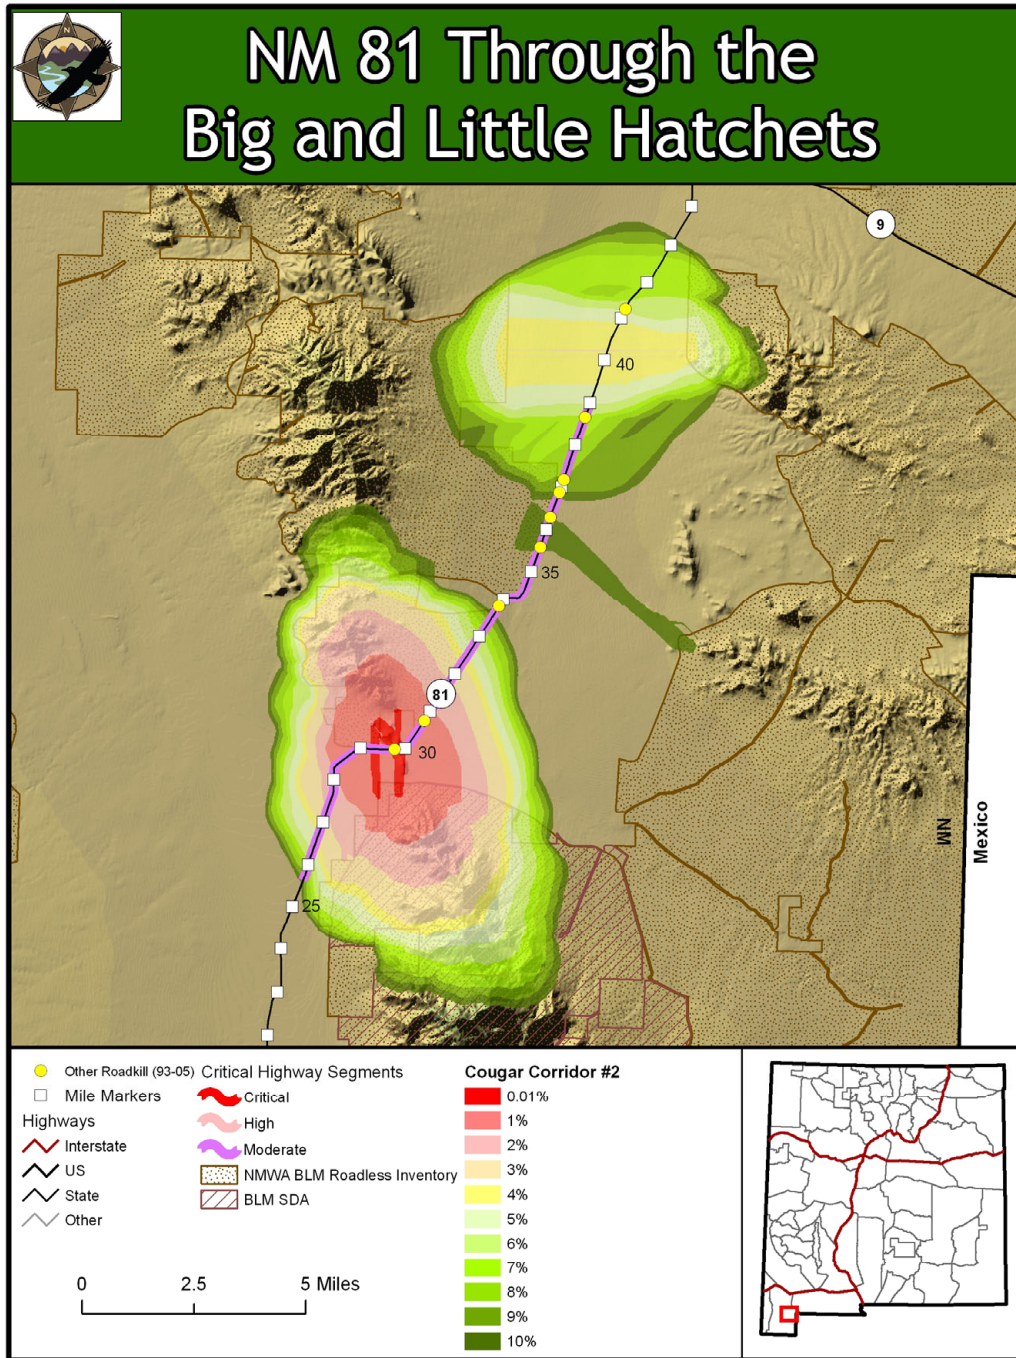 N
NM 81 Through the
Big and Little Hatchets
9
40
35
81
30
25
NM
Mexico
Other Roadkill (93-05)
Mile Markers
Highways
Interstate
US
State
Other
0 2.5 5 Miles
Critical Highway Segments
Critical
High
Moderate
NMWA BLM Roadless Inventory
BLM SDA
Cougar Corridor #2
0.01%
1%
2%
3%
4%
5%
6%
7%
8%
9%
10%